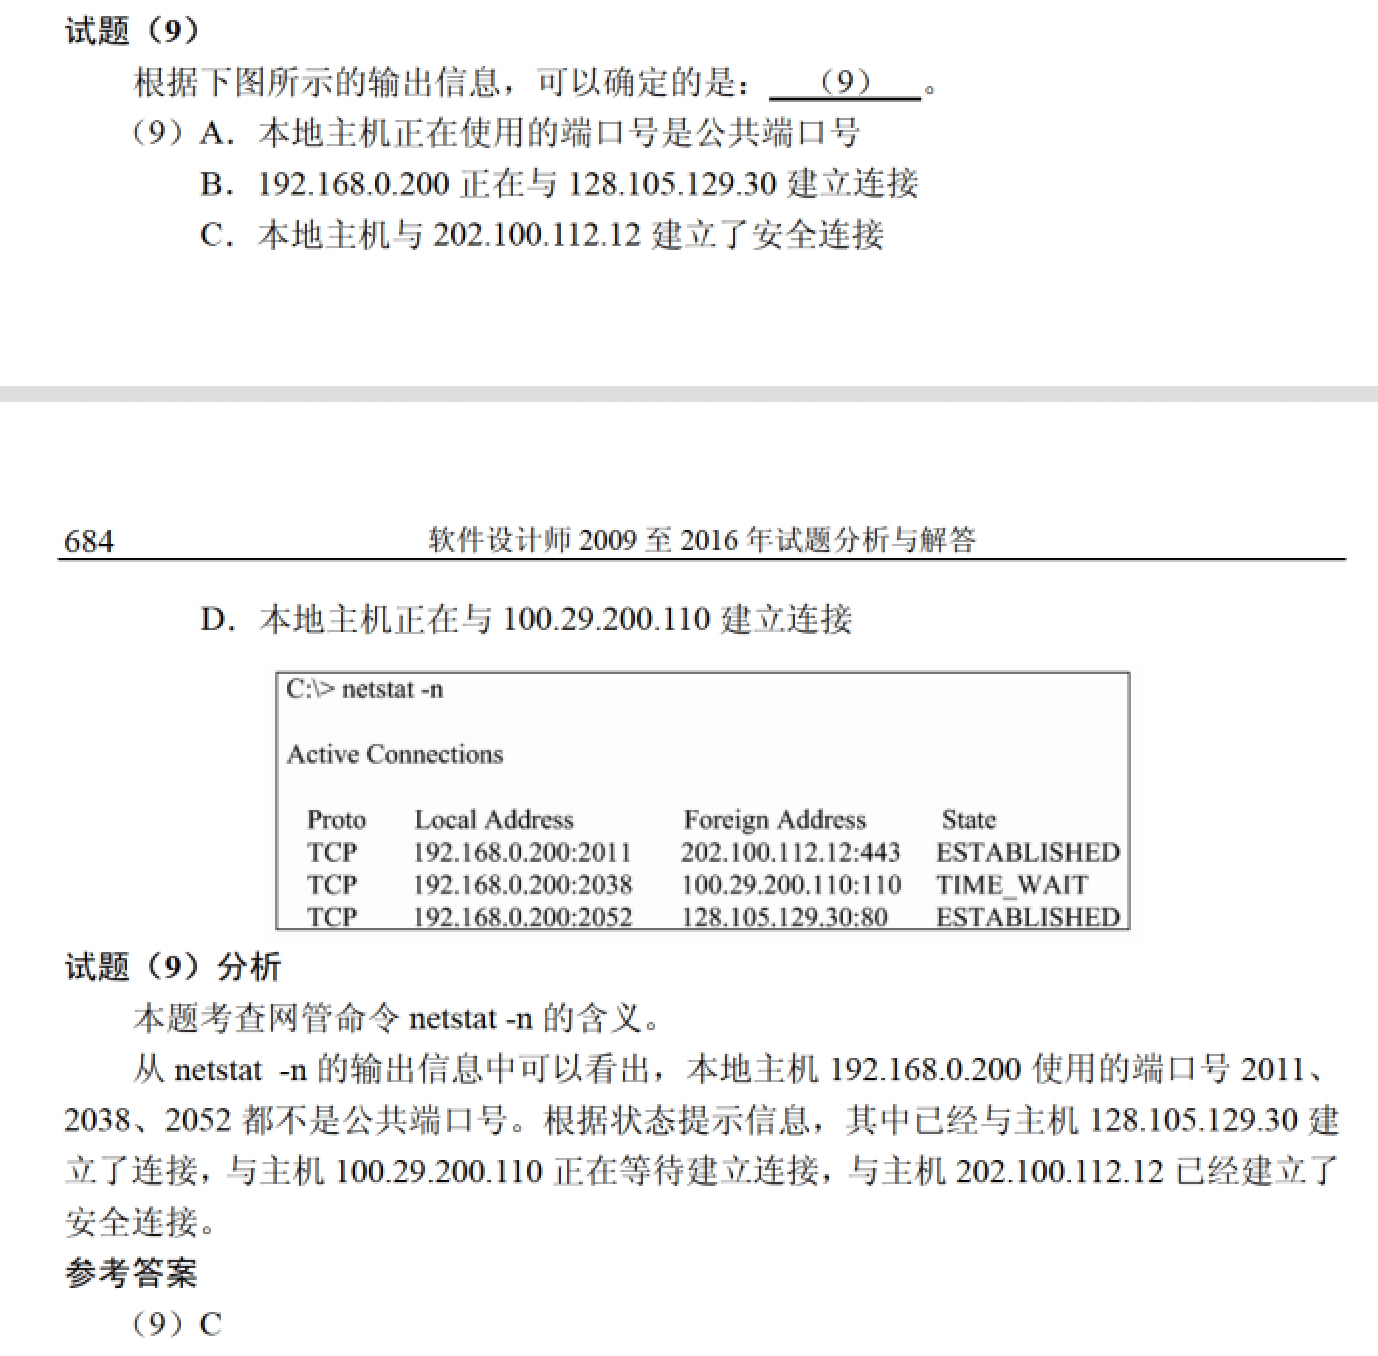 试题（9）
根据下图所示的输出信息，可以确定的是：（9）。
（9）A．本地主机正在使用的端口号是公共端口号
B．192.168.0.200 正在与 128.105.129.30 建立连接
C．本地主机与 202.100.112.12 建立了安全连接
684 软件设计师 2009 至 2016 年试题分析与解答
D．本地主机正在与 100.29.200.110 建立连接
C:\> netstat -n
Active Connections
Proto Local Address Foreign Address State
TCP 192.168.0.200:2011 202.100.112.12:443 ESTABLISHED
TCP 192.168.0.200:2038 100.29.200.110:110 TIME_WAIT
TCP 192.168.0.200:2052 128.105.129.30:80 ESTABLISHED
试题（9）分析
本题考查网管命令 netstat -n 的含义。
从 netstat -n 的输出信息中可以看出，本地主机 192.168.0.200 使用的端口号 2011、
2038、2052 都不是公共端口号。根据状态提示信息，其中已经与主机 128.105.129.30 建
立了连接，与主机 100.29.200.110 正在等待建立连接，与主机 202.100.112.12 已经建立了
安全连接。
参考答案
（9）C